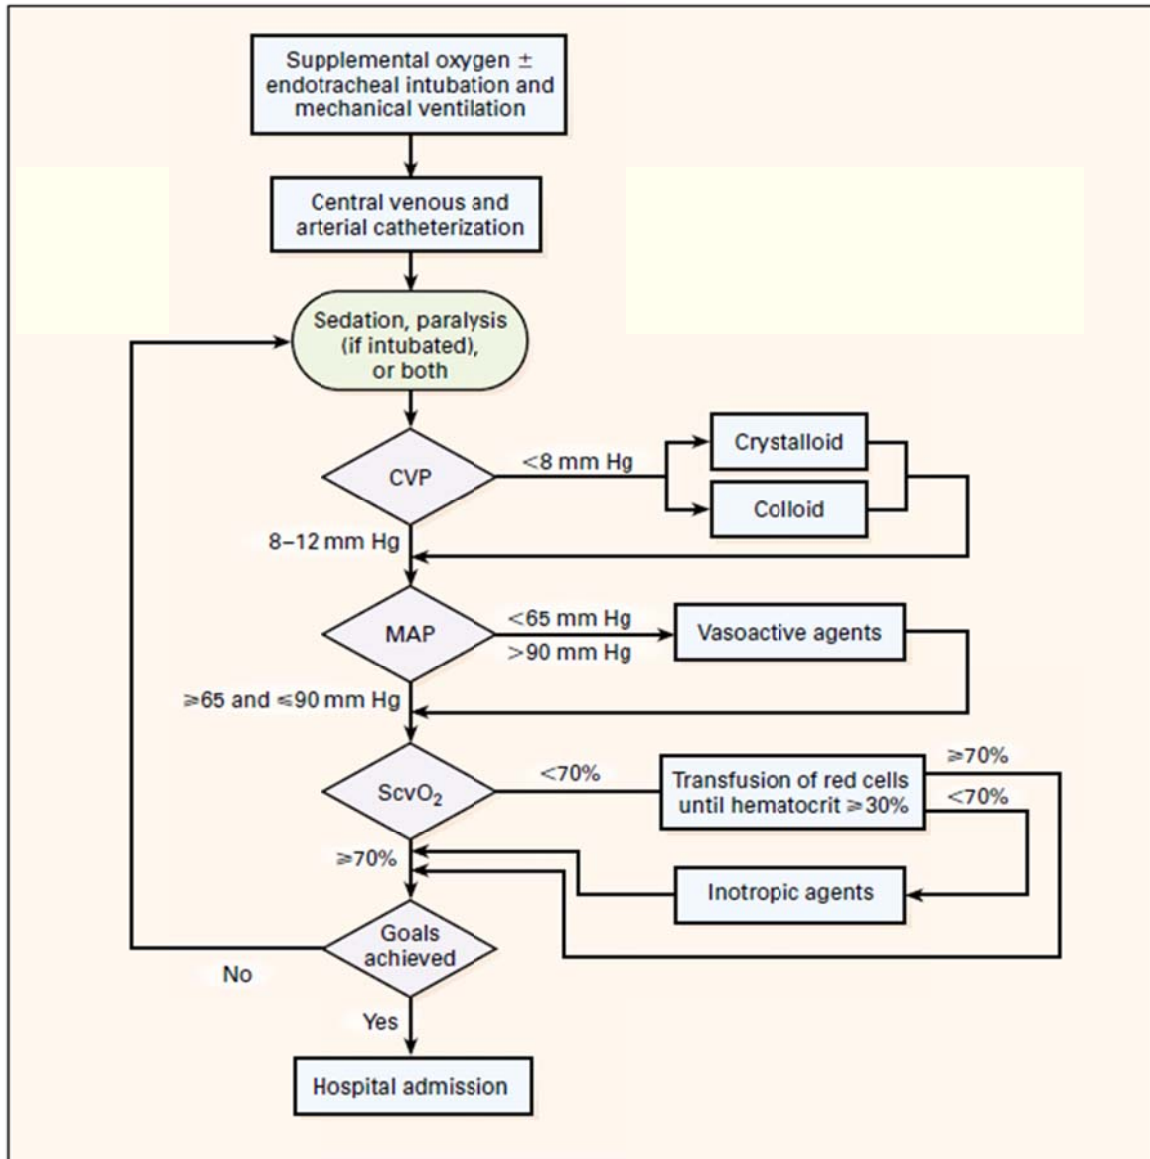 Supplemental oxygen ±
endotracheal intubation and
mechanical ventilation
Central venous and
arterial catheterization
Sedation, paralysis
(if intubated),
or both
CVP
<8 mm Hg
Crystalloid
Colloid
8–12 mm Hg
MAP
<65 mm Hg
>90 mm Hg
Vasoactive agents
≥65 and ≤90 mm Hg
ScvO₂
<70%
Transfusion of red cells
until hematocrit ≥30%
≥70%
<70%
≥70%
Inotropic agents
Goals
achieved
No
Yes
Hospital admission